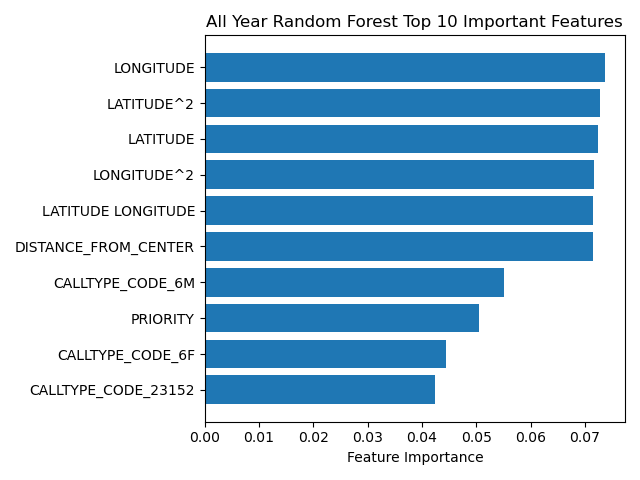 All Year Random Forest Top 10 Important Features
LONGITUDE
LATITUDE^2
LATITUDE
LONGITUDE^2
LATITUDE LONGITUDE
DISTANCE_FROM_CENTER
CALLTYPE_CODE_6M
PRIORITY
CALLTYPE_CODE_6F
CALLTYPE_CODE_23152
0.00 0.01 0.02 0.03 0.04 0.05 0.06 0.07
Feature Importance